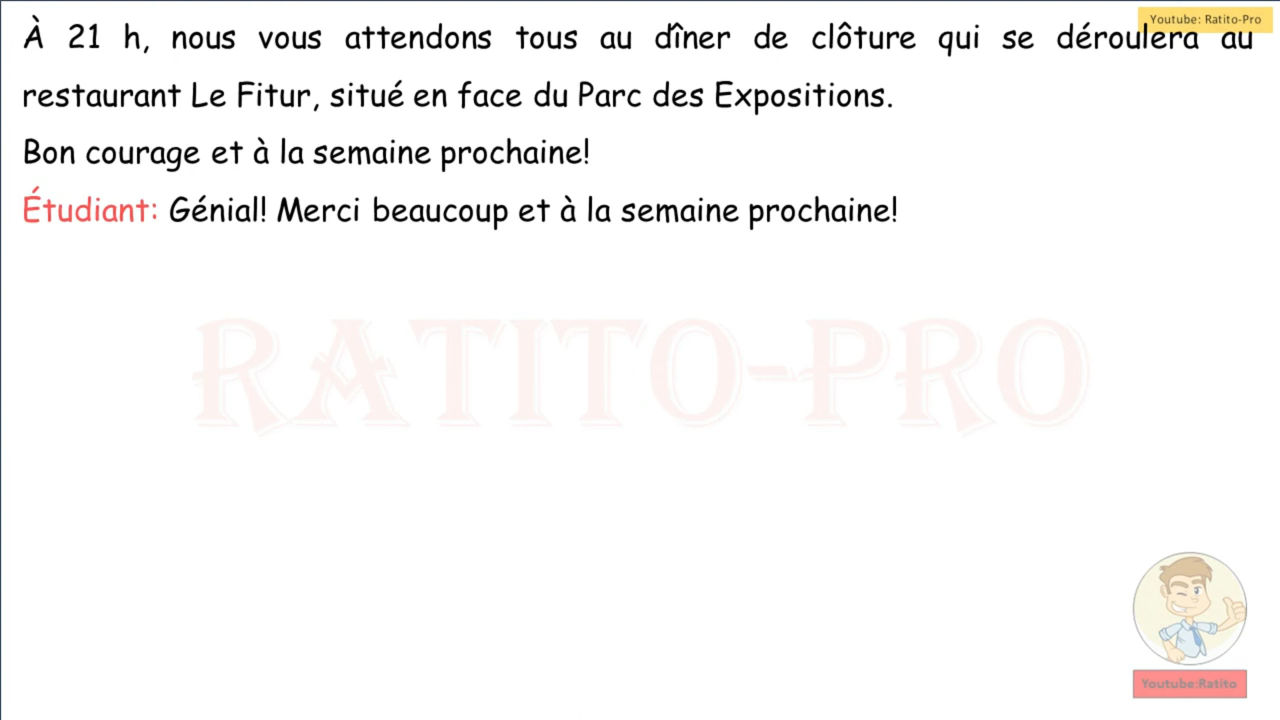 Youtube: Ratito-Pro
À 21 h, nous vous attendons tous au dîner de clôture qui se déroulera au
restaurant Le Fitur, situé en face du Parc des Expositions.
Bon courage et à la semaine prochaine!
Étudiant: Génial! Merci beaucoup et à la semaine prochaine!
RATITO-PRO
Youtube:Ratito